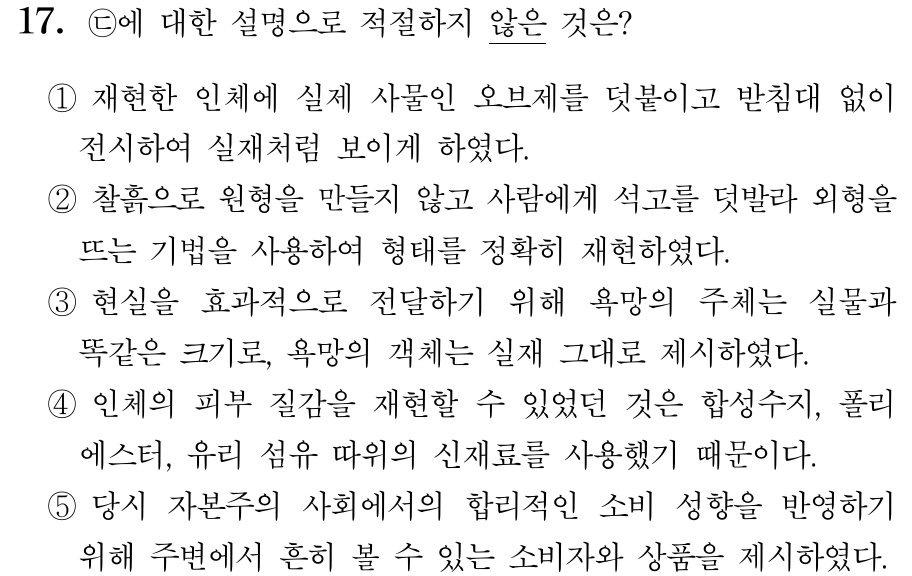 17. ㉢에 대한 설명으로 적절하지 않은 것은?
① 재현한 인체에 실제 사물인 오브제를 덧붙이고 받침대 없이
전시하여 실재처럼 보이게 하였다.
② 찰흙으로 원형을 만들지 않고 사람에게 석고를 덧발라 외형을
뜨는 기법을 사용하여 형태를 정확히 재현하였다.
③ 현실을 효과적으로 전달하기 위해 욕망의 주체는 실물과
똑같은 크기로, 욕망의 객체는 실재 그대로 제시하였다.
④ 인체의 피부 질감을 재현할 수 있었던 것은 합성수지, 폴리
에스터, 유리 섬유 따위의 신재료를 사용했기 때문이다.
⑤ 당시 자본주의 사회에서의 합리적인 소비 성향을 반영하기
위해 주변에서 흔히 볼 수 있는 소비자와 상품을 제시하였다.